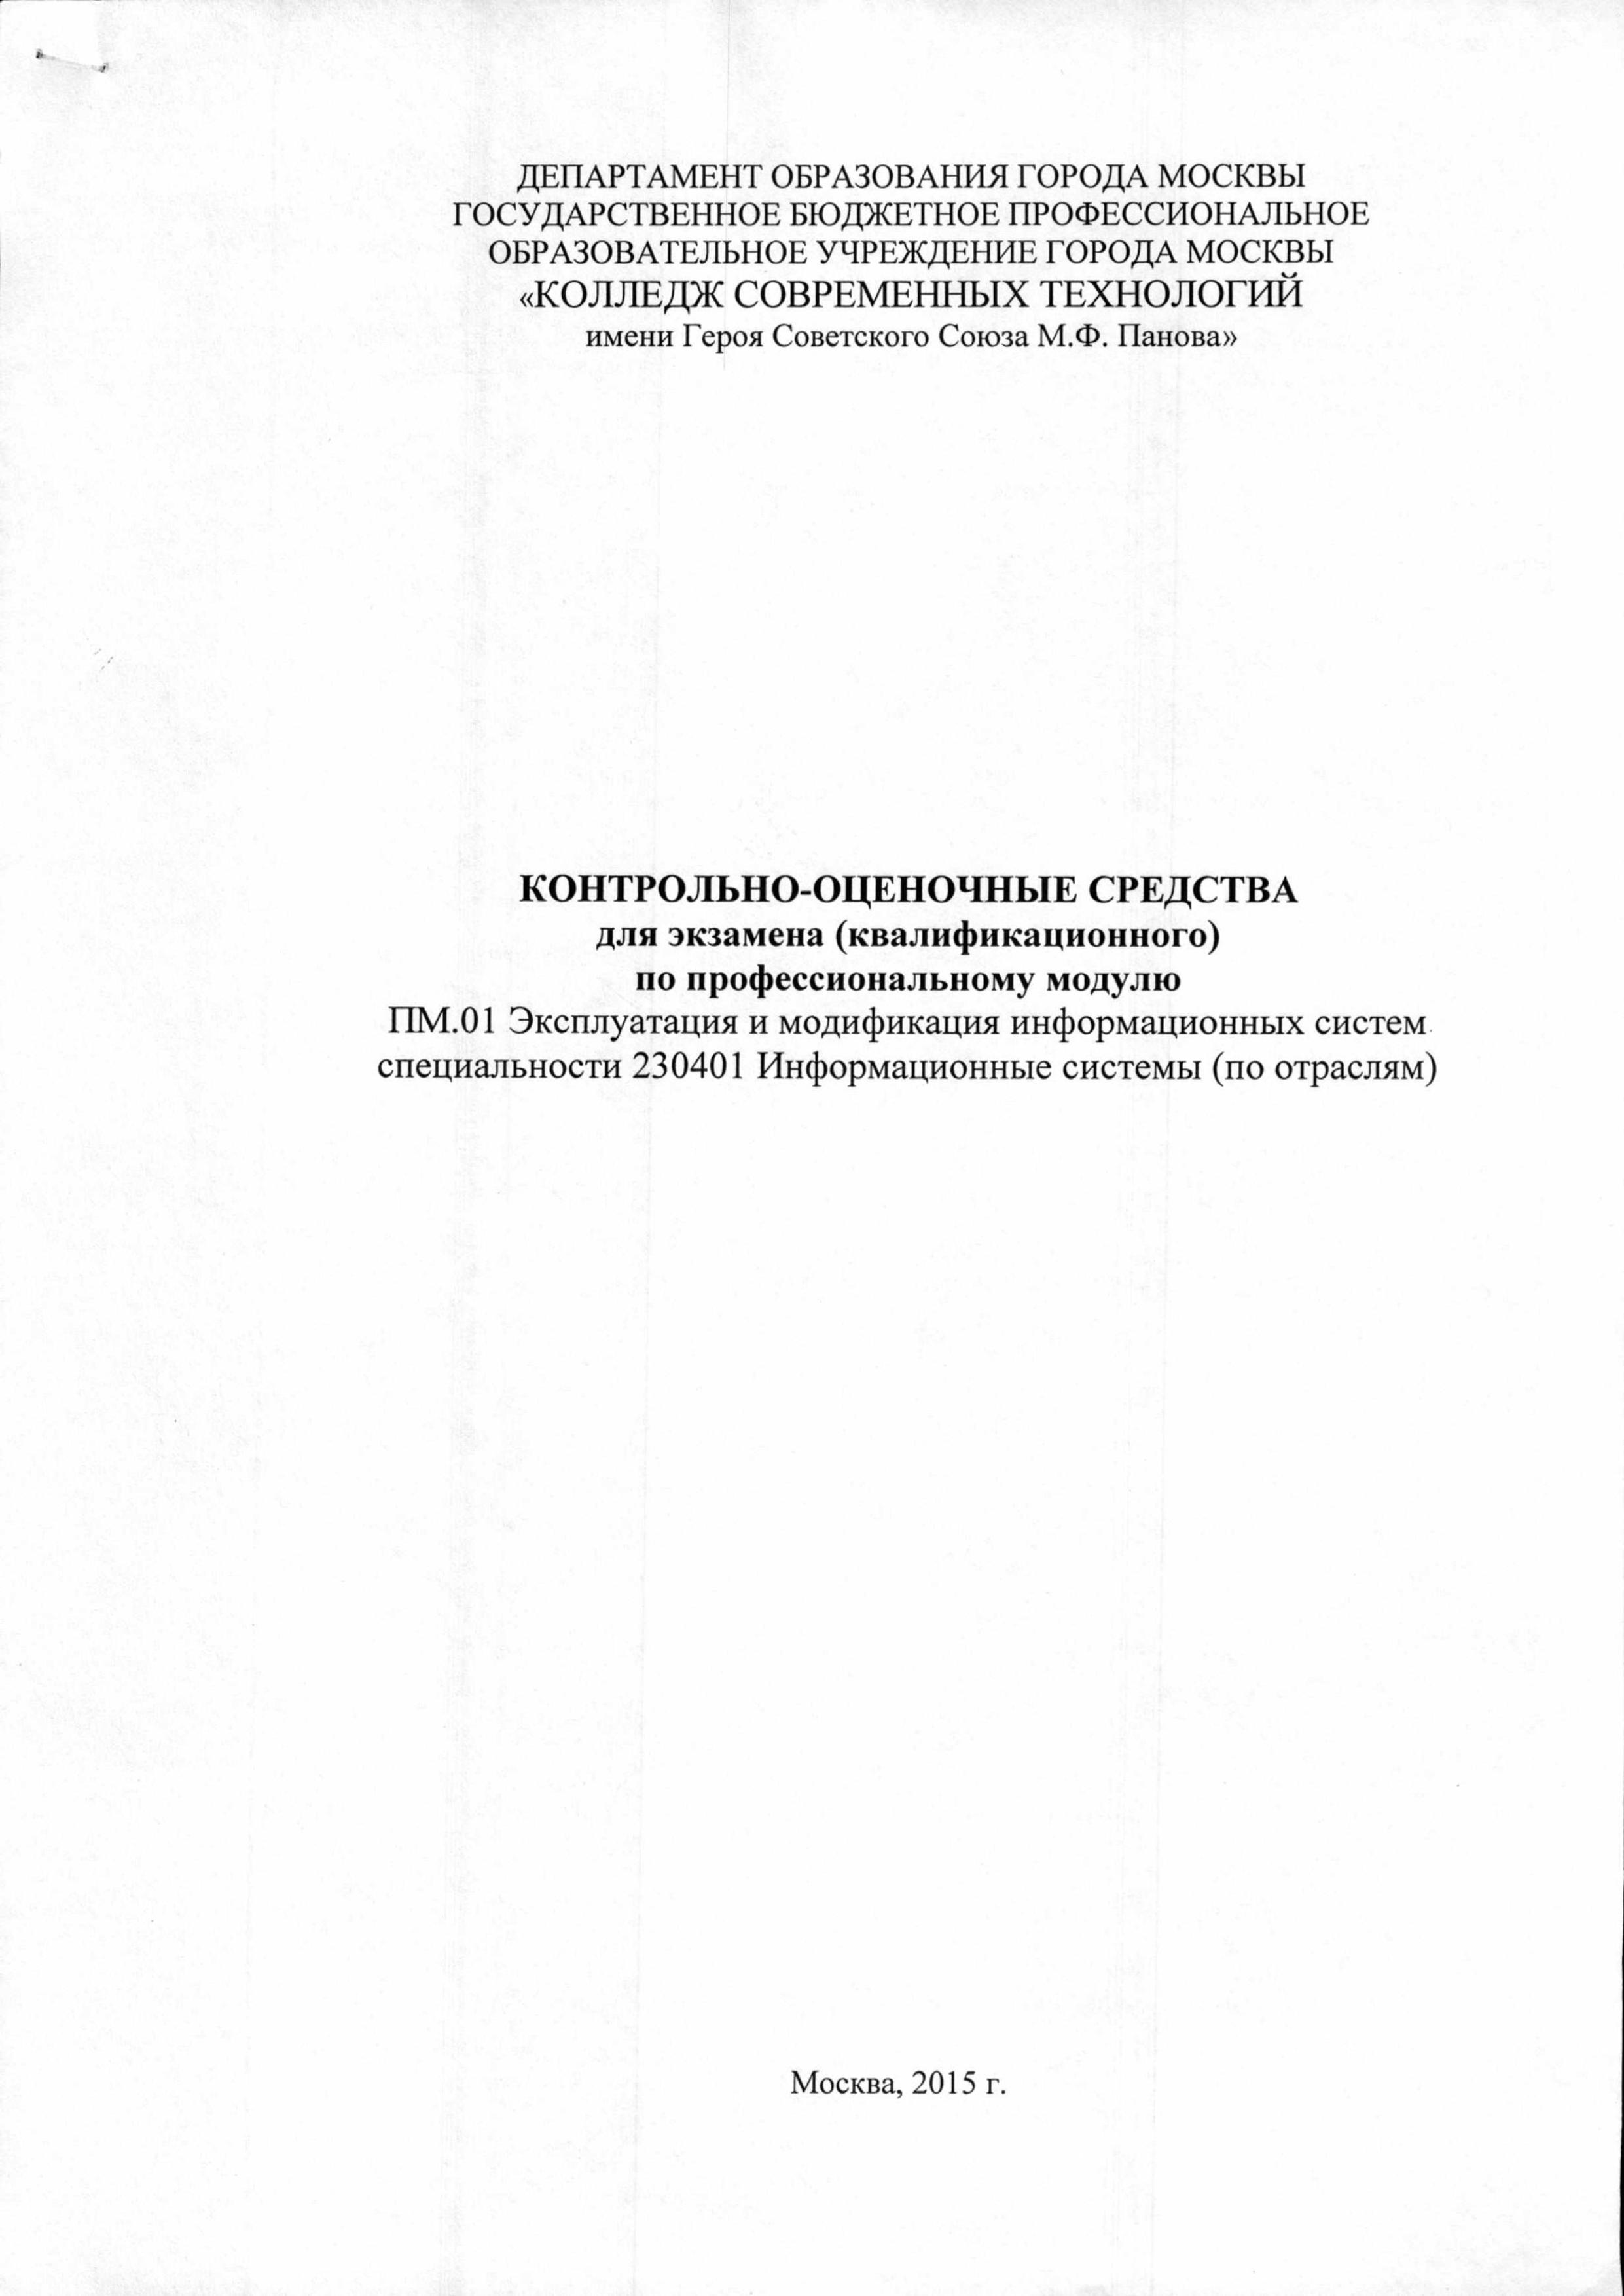 ДЕПАРТАМЕНТ ОБРАЗОВАНИЯ ГОРОДА МОСКВЫ
ГОСУДАРСТВЕННОЕ БЮДЖЕТНОЕ ПРОФЕССИОНАЛЬНОЕ
ОБРАЗОВАТЕЛЬНОЕ УЧРЕЖДЕНИЕ ГОРОДА МОСКВЫ
«КОЛЛЕДЖ СОВРЕМЕННЫХ ТЕХНОЛОГИЙ
имени Героя Советского Союза М.Ф. Панова»
КОНТРОЛЬНО-ОЦЕНОЧНЫЕ СРЕДСТВА
для экзамена (квалификационного)
по профессиональному модулю
ПМ.01 Эксплуатация и модификация информационных систем
специальности 230401 Информационные системы (по отраслям)
Москва, 2015 г.